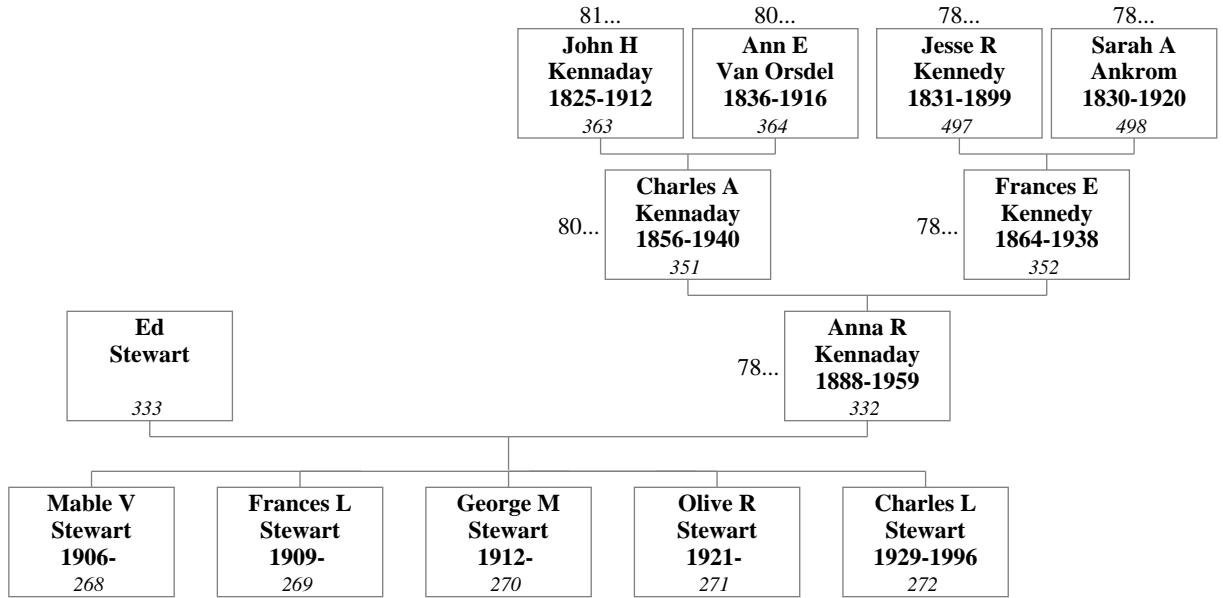 81...
80...
78...
78...
John H
Kennaday
1825-1912
363
Ann E
Van Orsdel
1836-1916
364
Jesse R
Kennedy
1831-1899
497
Sarah A
Ankrom
1830-1920
498
80...
Charles A
Kennaday
1856-1940
351
78...
Frances E
Kennedy
1864-1938
352
Ed
Stewart
333
78...
Anna R
Kennaday
1888-1959
332
Mable V
Stewart
1906-
268
Frances L
Stewart
1909-
269
George M
Stewart
1912-
270
Olive R
Stewart
1921-
271
Charles L
Stewart
1929-1996
272